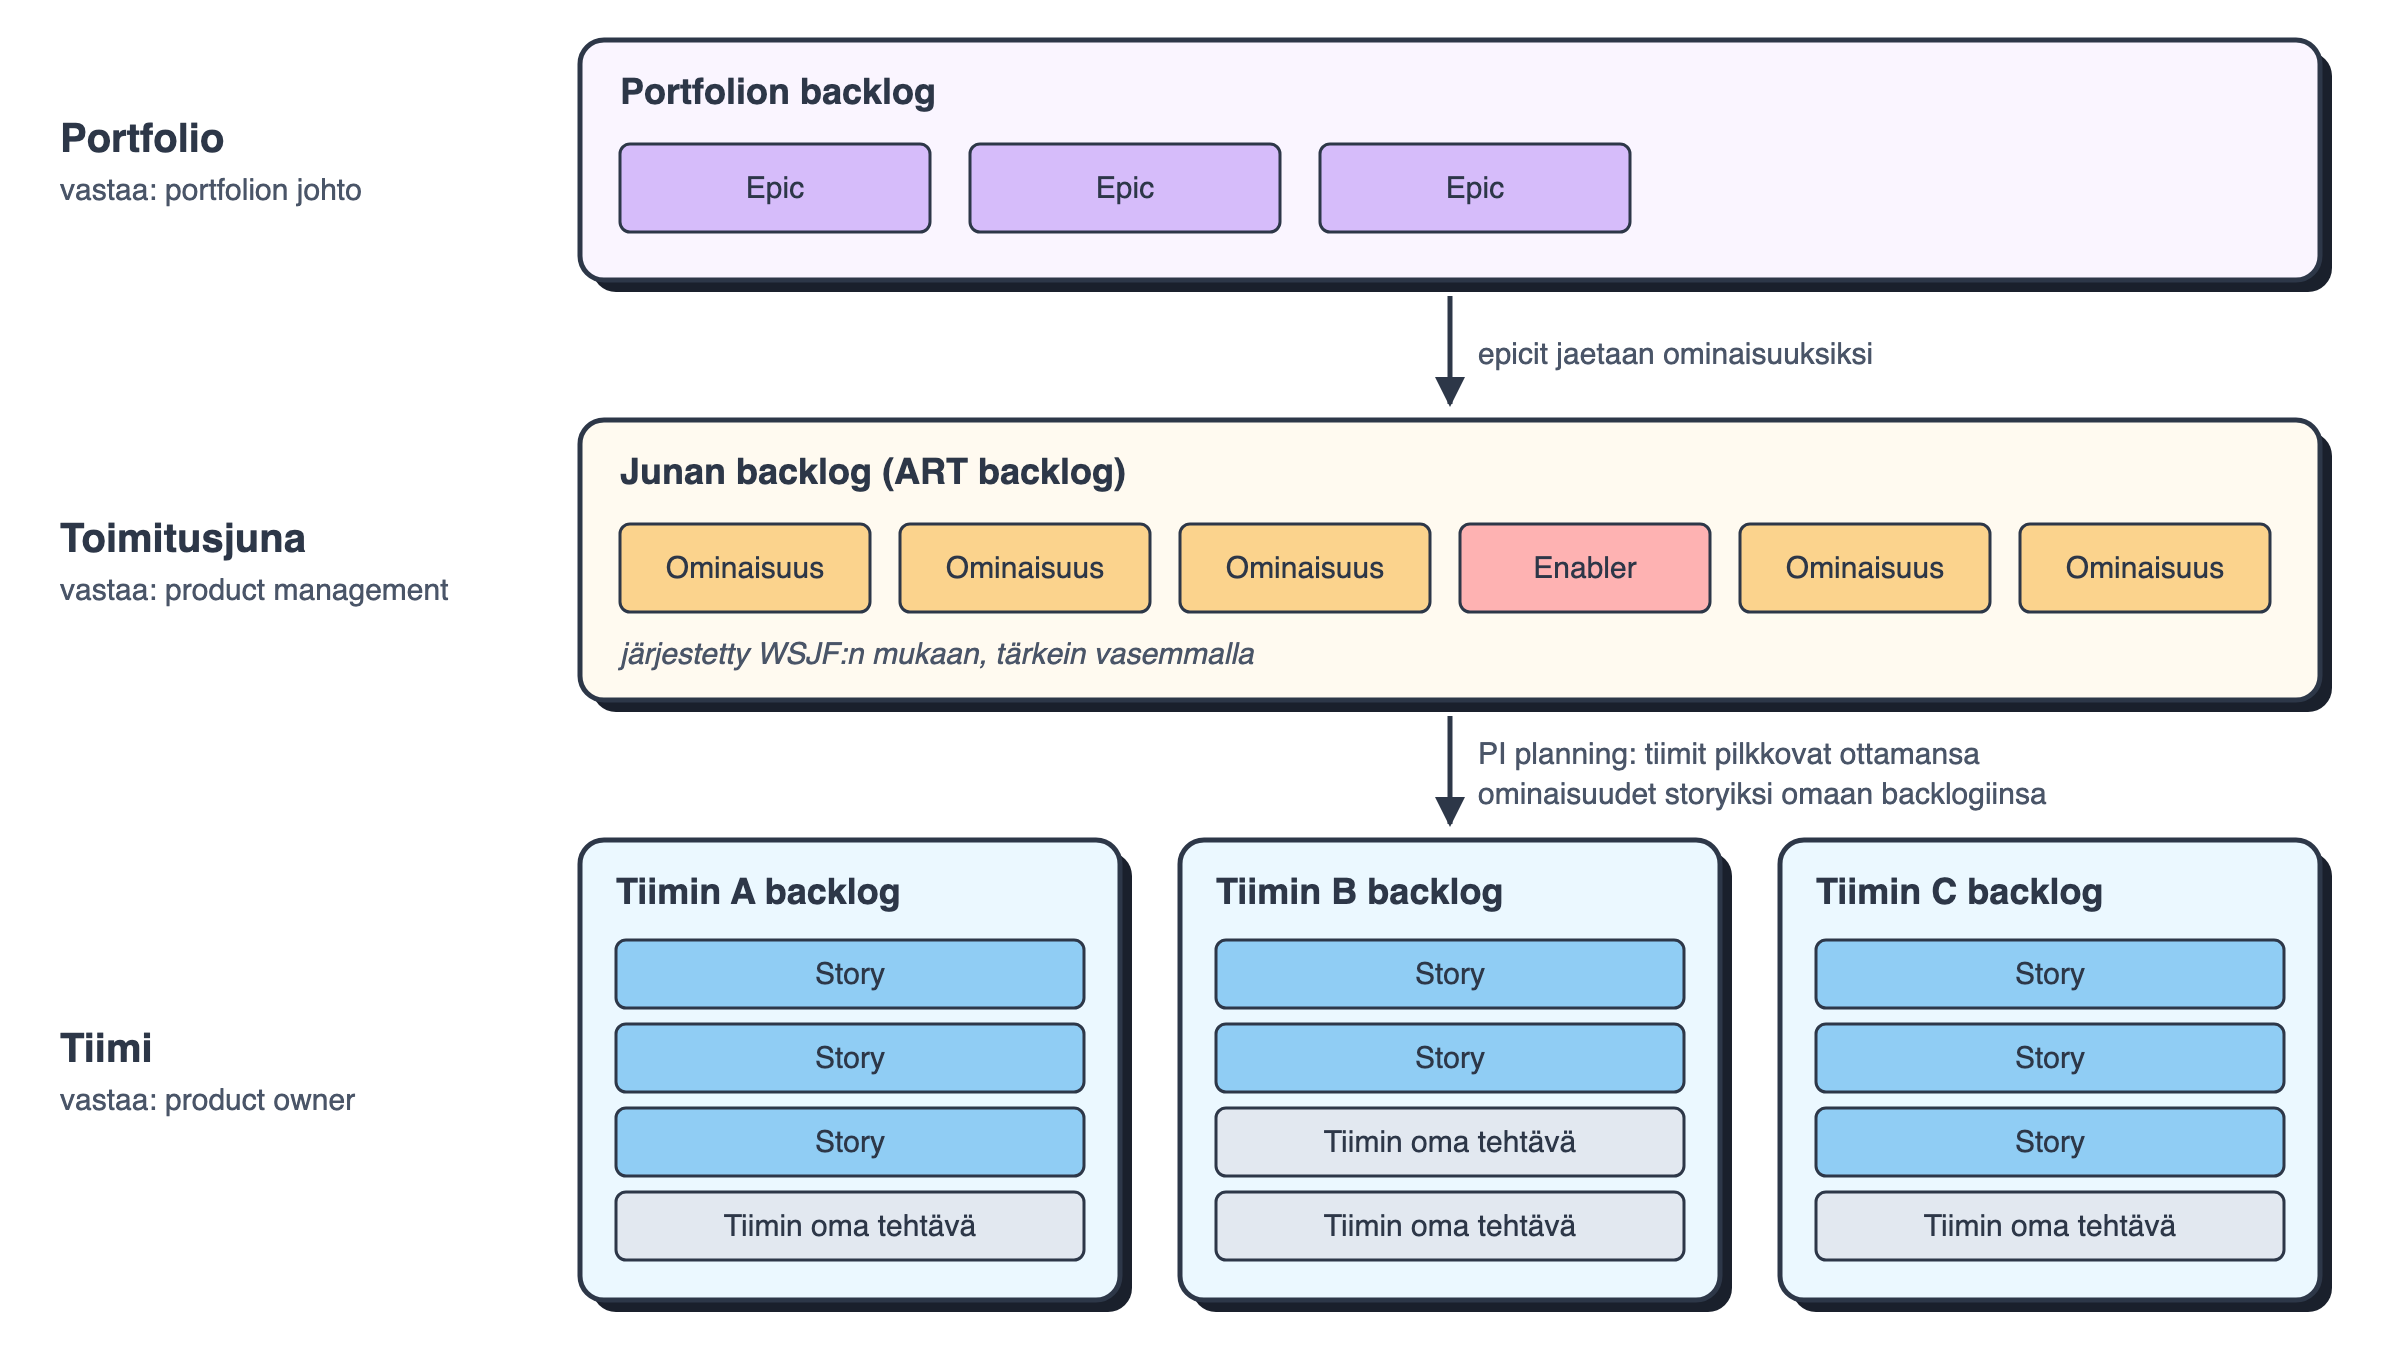 Portfolio
vastaa: portfolion johto
Portfolion backlog
Epic
Epic
Epic
epicit jaetaan ominaisuuksiksi
Toimitusjuna
vastaa: product management
Junan backlog (ART backlog)
Ominaisuus
Ominaisuus
Ominaisuus
Enabler
Ominaisuus
Ominaisuus
järjestetty WSJF:n mukaan, tärkein vasemmalla
PI planning: tiimit pilkkovat ottamansa
ominaisuudet storyiksi omaan backlogiinsa
Tiimi
vastaa: product owner
Tiimin A backlog
Story
Story
Story
Tiimin oma tehtävä
Tiimin B backlog
Story
Story
Tiimin oma tehtävä
Tiimin oma tehtävä
Tiimin C backlog
Story
Story
Story
Tiimin oma tehtävä